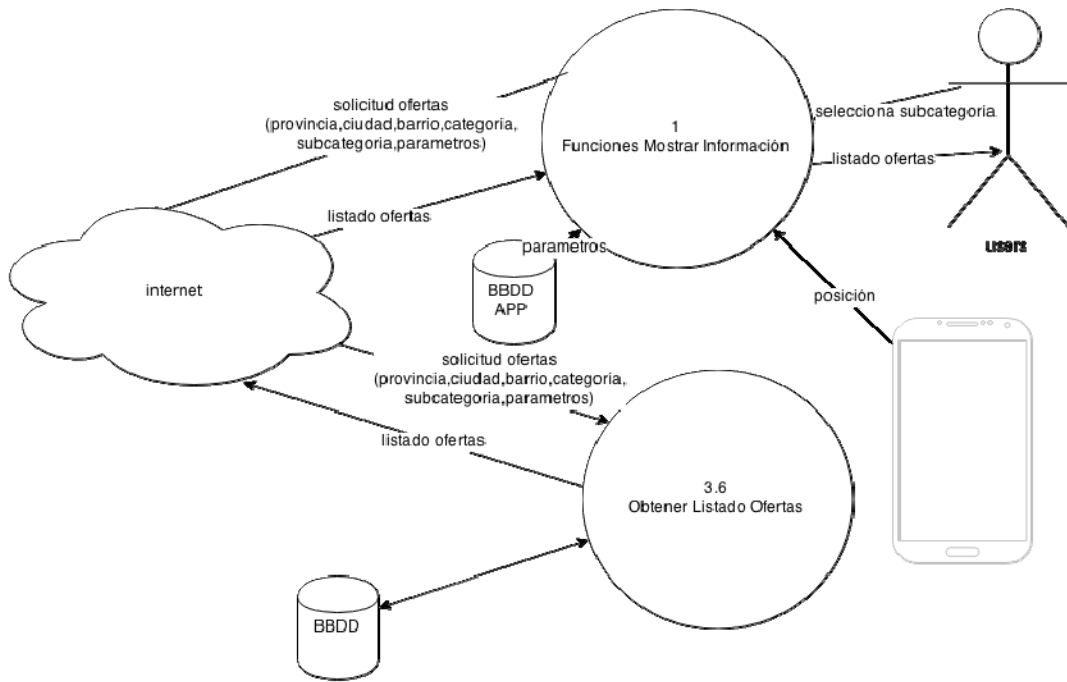 solicitud ofertas
(provincia,ciudad,barrio,categoria,
subcategoria,parametros)
1
Funciones Mostrar Información
selecciona subcategoria
listado ofertas
listado ofertas
users
parametros
BBDD
APP
internet
posición
solicitud ofertas
(provincia,ciudad,barrio,categoria,
subcategoria,parametros)
listado ofertas
3.6
Obtener Listado Ofertas
BBDD